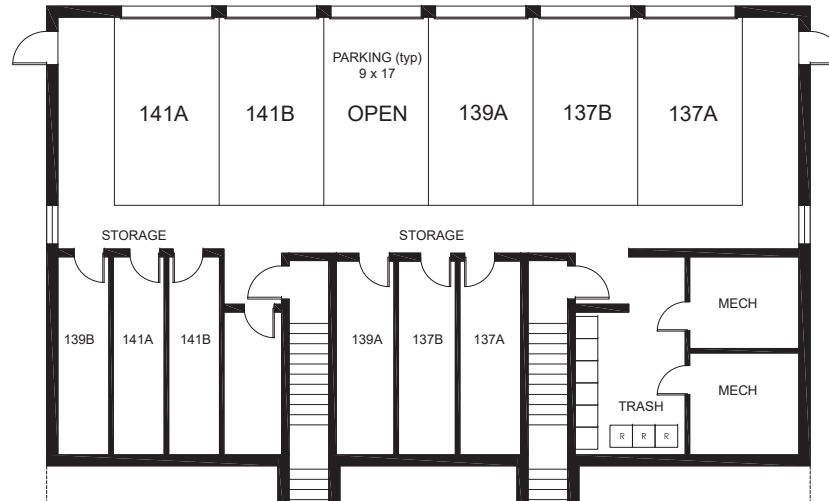 PARKING (typ)
9 x 17
141A
141B
OPEN
139A
137B
137A
STORAGE
STORAGE
139B
141A
141B
139A
137B
137A
MECH
MECH
TRASH
R
R
R